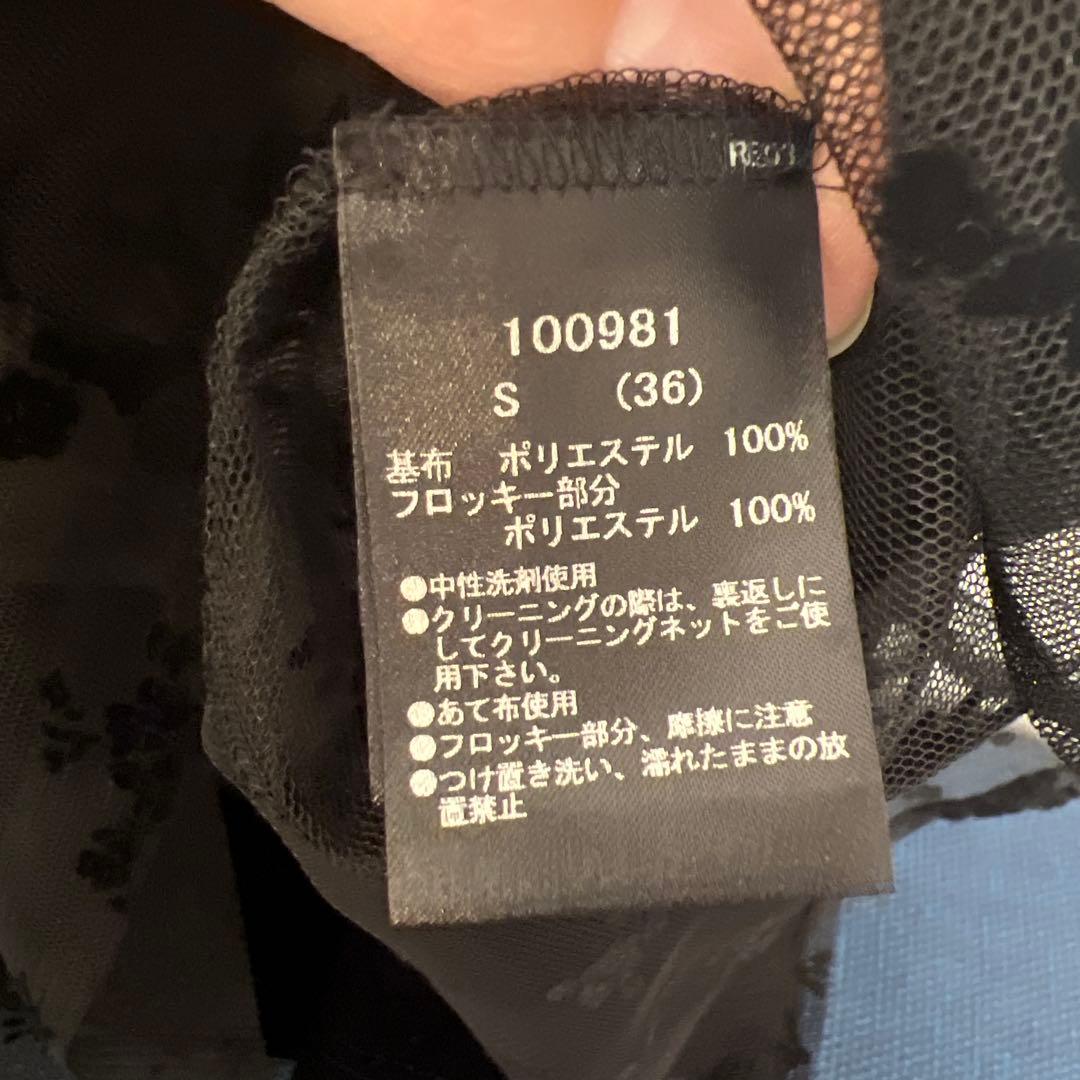 100981
S (36)
基布 ポリエステル 100%
フロッキー部分
ポリエステル 100%
●中性洗剤使用
●クリーニングの際は、裏返しに
してクリーニングネットをご使
用下さい。
●あて布使用
●フロッキー部分、摩擦に注意
●つけ置き洗い、濡れたままの放
置禁止